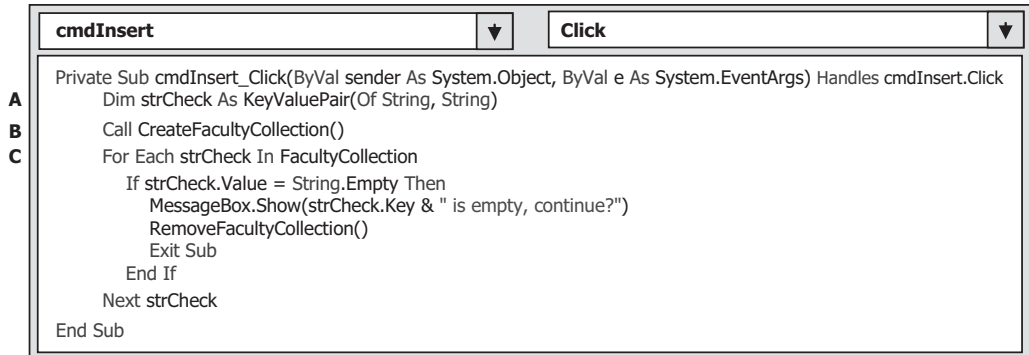 cmdInsert Click
Private Sub cmdInsert_Click(ByVal sender As System.Object, ByVal e As System.EventArgs) Handles cmdInsert.Click
A Dim strCheck As KeyValuePair(Of String, String)
B Call CreateFacultyCollection()
C For Each strCheck In FacultyCollection
If strCheck.Value = String.Empty Then
MessageBox.Show(strCheck.Key & " is empty, continue?")
RemoveFacultyCollection()
Exit Sub
End If
Next strCheck
End Sub